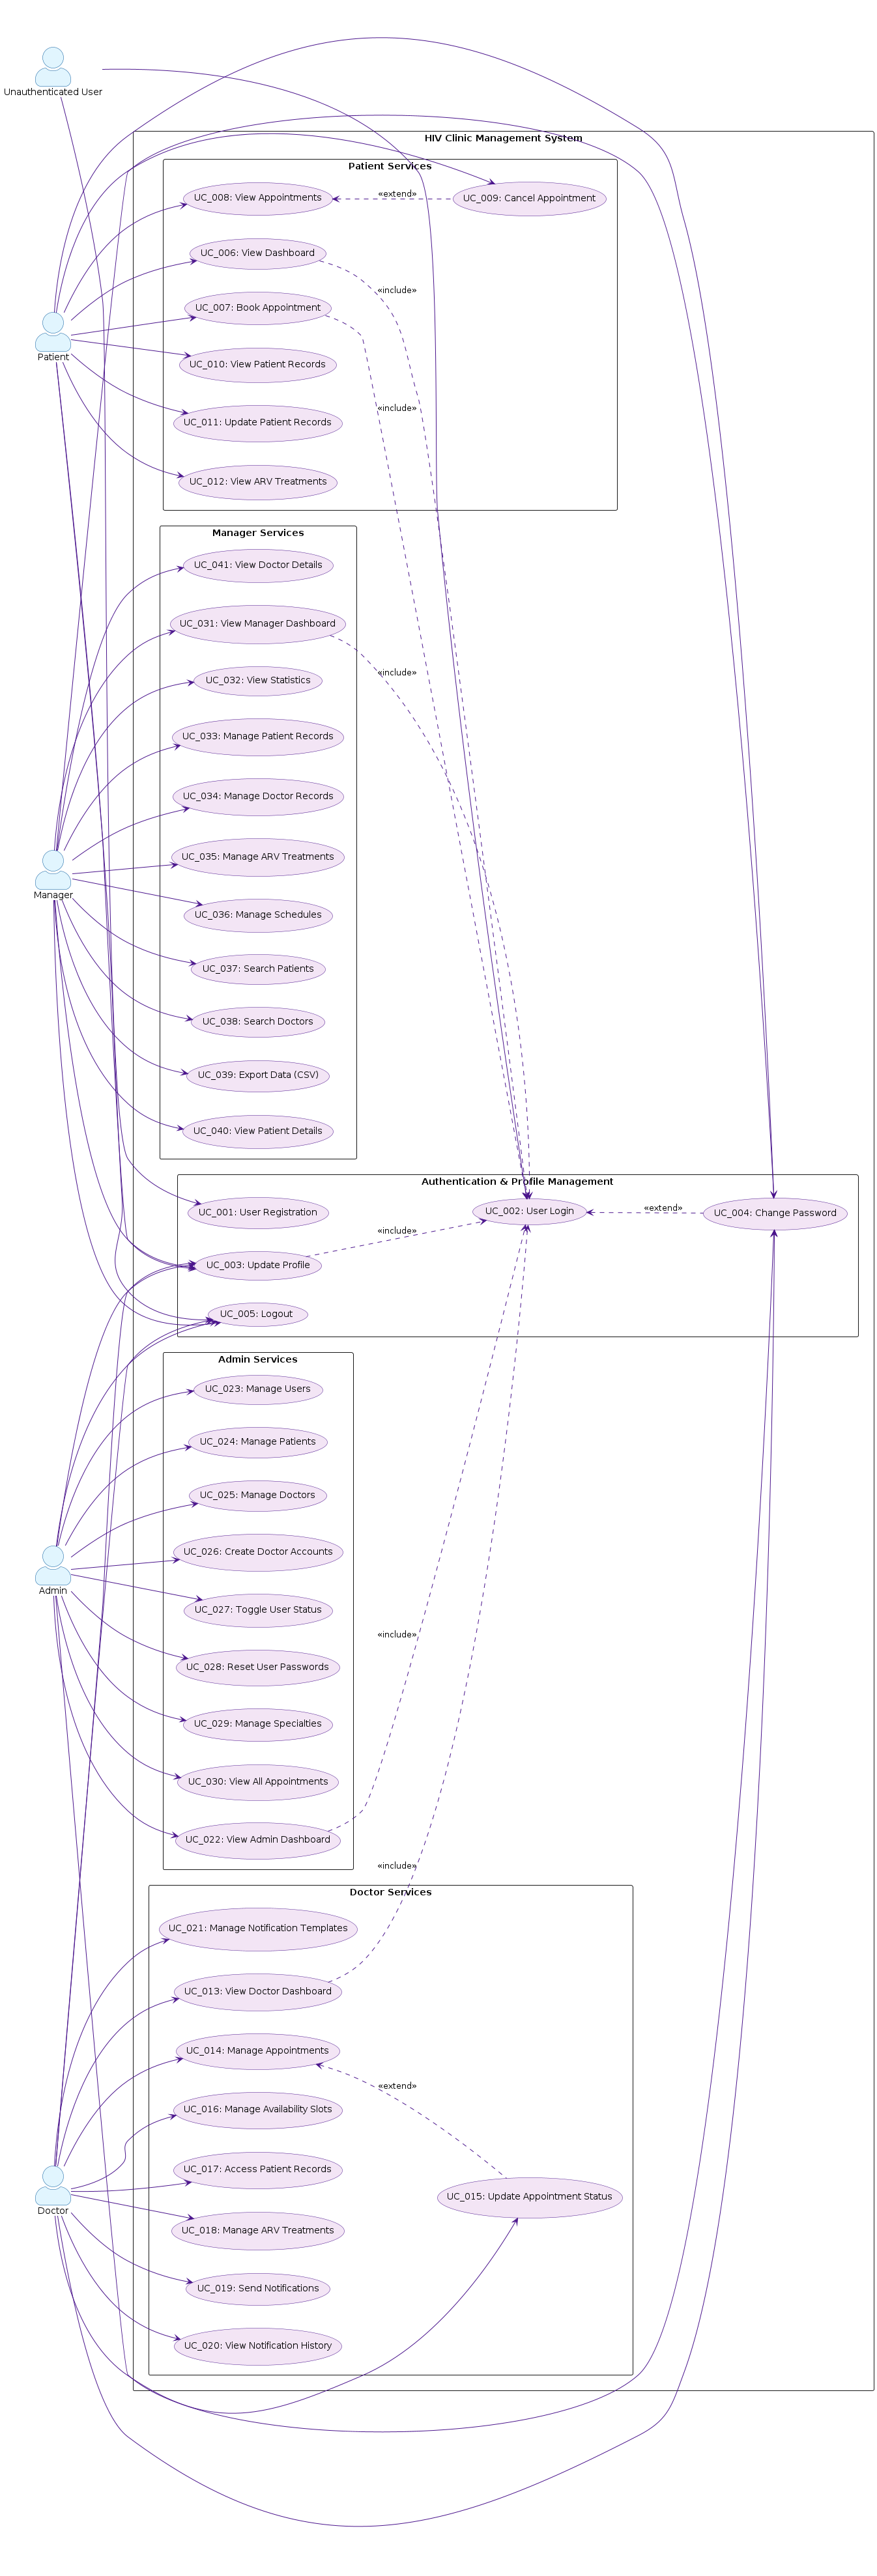 Unauthenticated User
HIV Clinic Management System
Patient Services
UC_008: View Appointments
«extend»
UC_009: Cancel Appointment
UC_006: View Dashboard
«include»
UC_007: Book Appointment
Patient
UC_010: View Patient Records
«include»
UC_011: Update Patient Records
UC_012: View ARV Treatments
Manager Services
UC_041: View Doctor Details
UC_031: View Manager Dashboard
«include»
UC_032: View Statistics
UC_033: Manage Patient Records
UC_034: Manage Doctor Records
UC_035: Manage ARV Treatments
Manager
UC_036: Manage Schedules
UC_037: Search Patients
UC_038: Search Doctors
UC_039: Export Data (CSV)
UC_040: View Patient Details
Authentication & Profile Management
UC_001: User Registration
UC_002: User Login
«extend»
UC_004: Change Password
«include»
UC_003: Update Profile
UC_005: Logout
Admin Services
UC_023: Manage Users
UC_024: Manage Patients
UC_025: Manage Doctors
UC_026: Create Doctor Accounts
Admin
UC_027: Toggle User Status
«include»
UC_028: Reset User Passwords
UC_029: Manage Specialties
UC_030: View All Appointments
UC_022: View Admin Dashboard
«include»
Doctor Services
UC_021: Manage Notification Templates
UC_013: View Doctor Dashboard
UC_014: Manage Appointments
«extend»
UC_016: Manage Availability Slots
UC_017: Access Patient Records
UC_015: Update Appointment Status
Doctor
UC_018: Manage ARV Treatments
UC_019: Send Notifications
UC_020: View Notification History